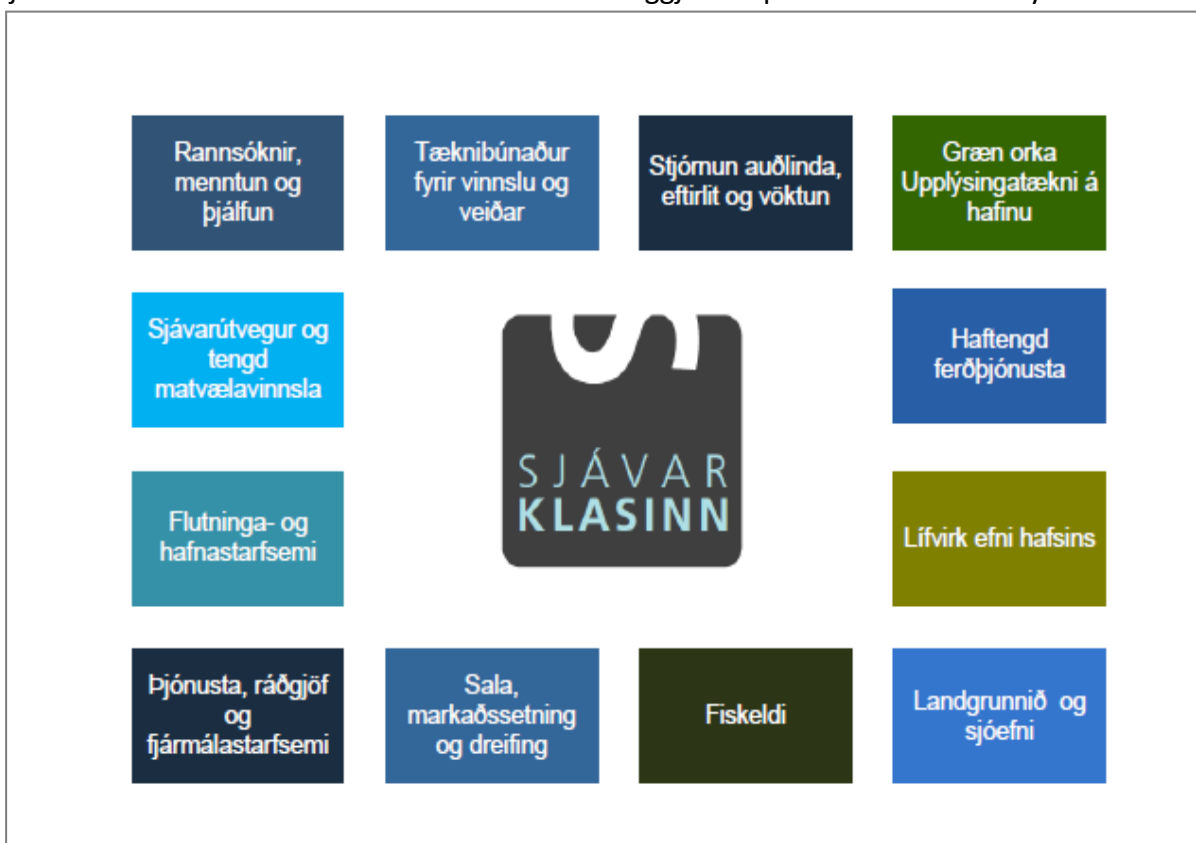 Rannsóknir,
menntun og
þjálfun
Tæknibúnaður
fyrir vinnslu og
veiðar
Stjórnun auðlinda,
eftirlit og vöktun
Græn orka
Upplýsingatækni á
hafinu
Sjávarútvegur og
tengd
matvælavinnsla
Haftengd
ferðþjónusta
SJÁVAR
KLASINN
Flutninga- og
hafnastarfsemi
Lífvirk efni hafsins
Þjónusta, ráðgjöf
og
fjármálastarfsemi
Sala,
markaðssetning
og dreifing
Fiskeldi
Landgrunnið og
sjóefni